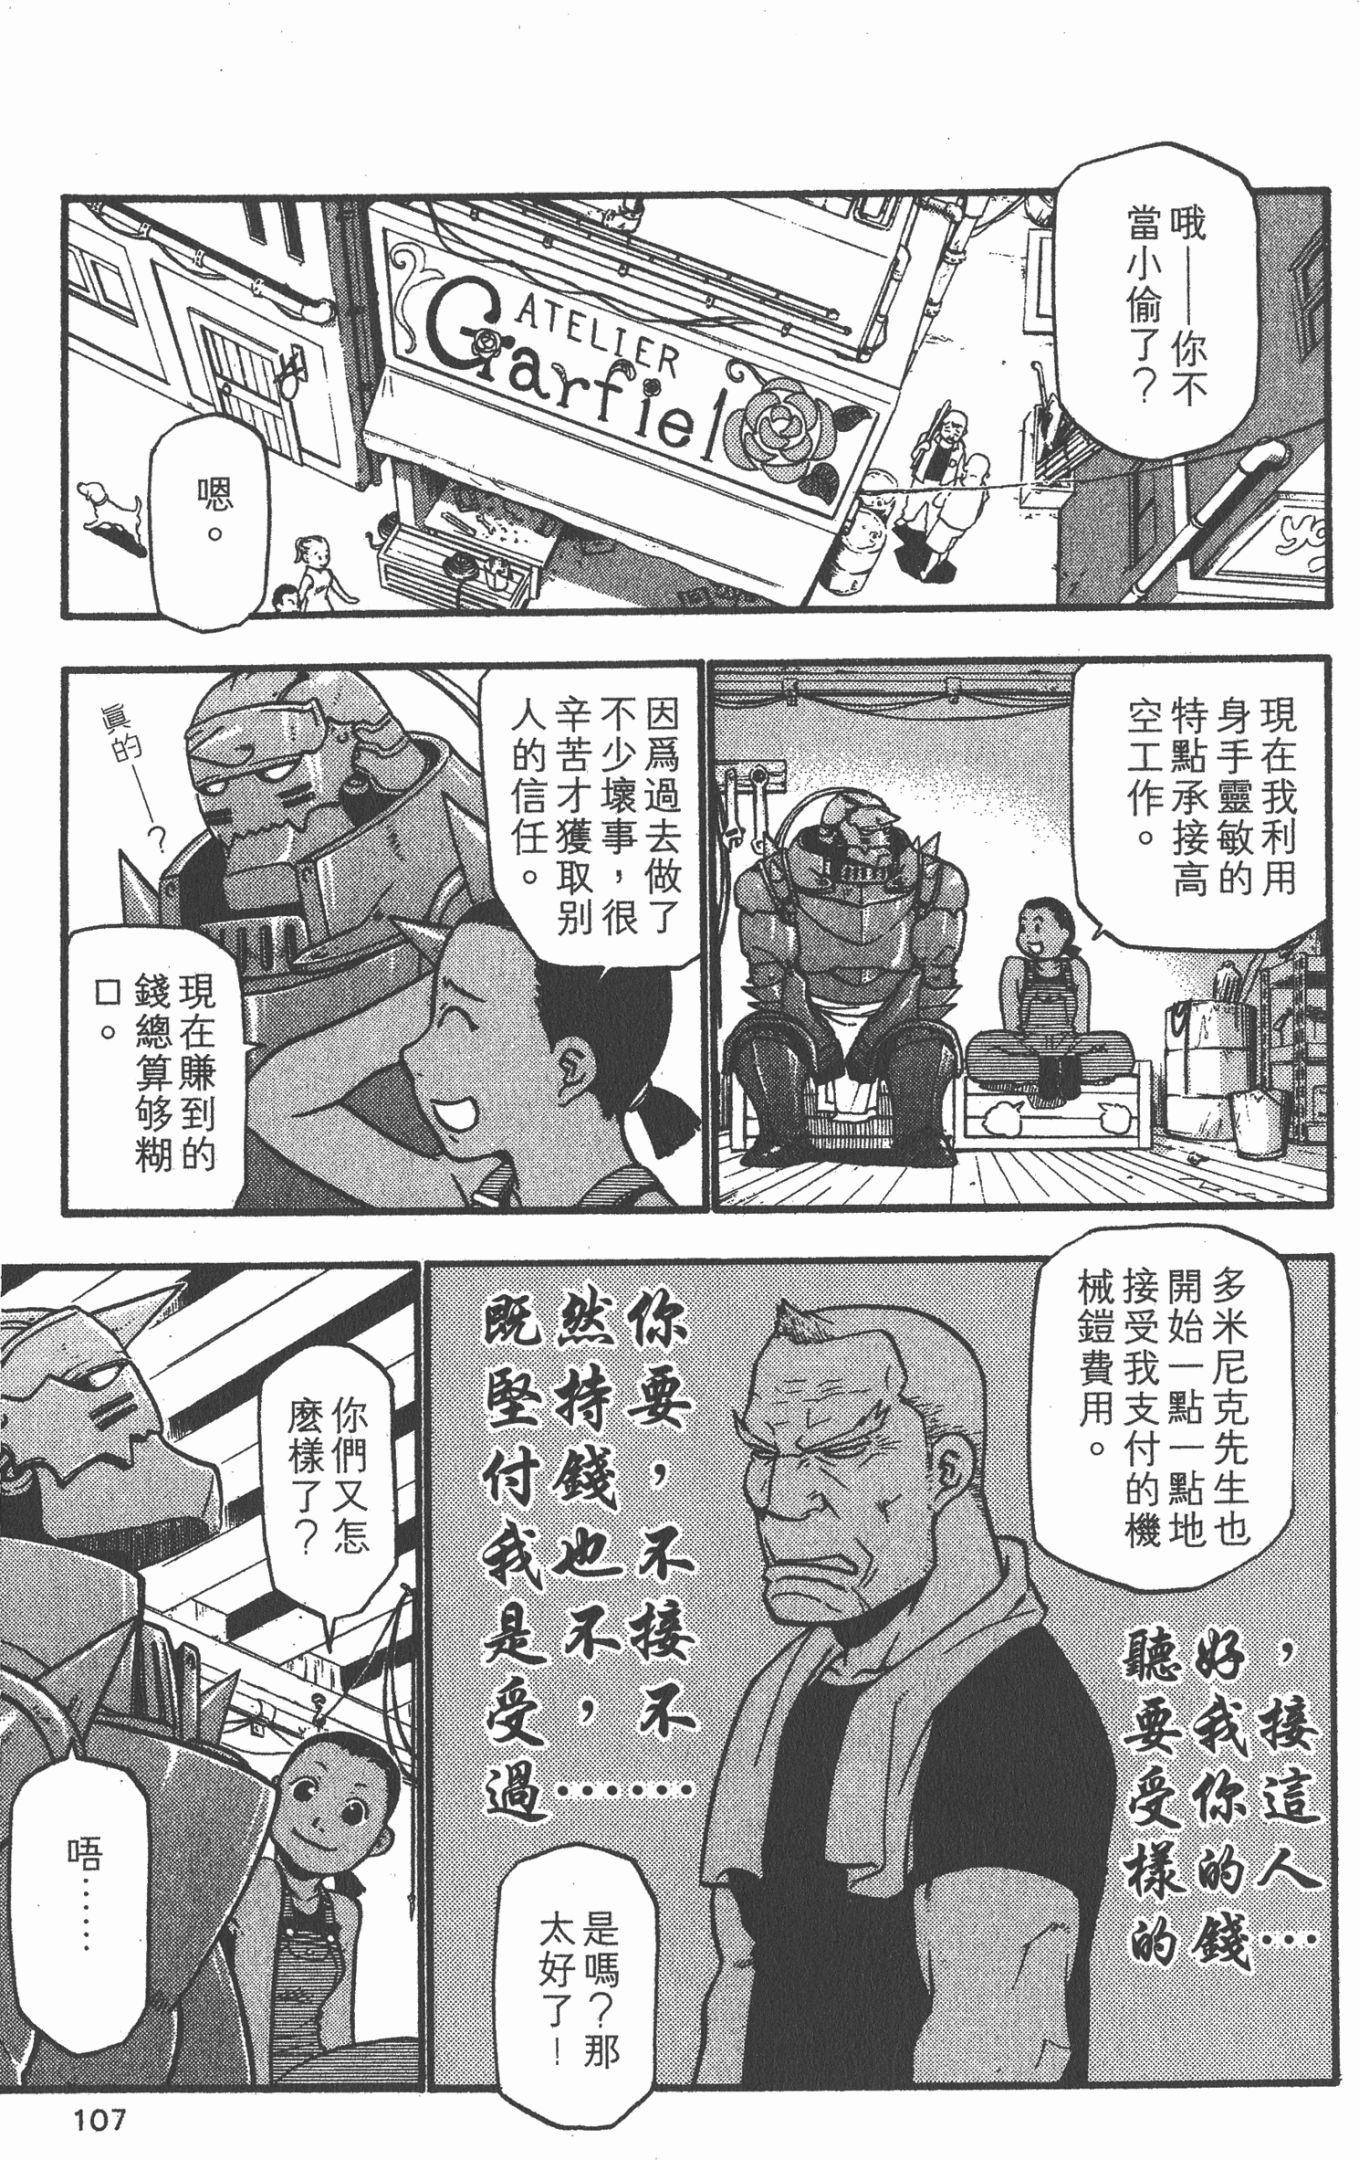 哦——你不
當小偷了？
ATELIER
Garfiel
嗯。
現在我利用
身手靈敏的
特點承接高
空工作。
因爲過去做了
不少壞事，很
辛苦才獲取别
人的信任。
眞的——？
現在賺到的
錢總算够糊
口。
多米尼克先生也
開始一點一點地
接受我支付的機
械鎧費用。
聽好，
要我接
受你這
樣的人
的錢…
既然你
堅持要
付錢，
我也不
是不接
受，不
過……
是嗎？那
太好了！
你們又怎
麽樣了？
唔……
107